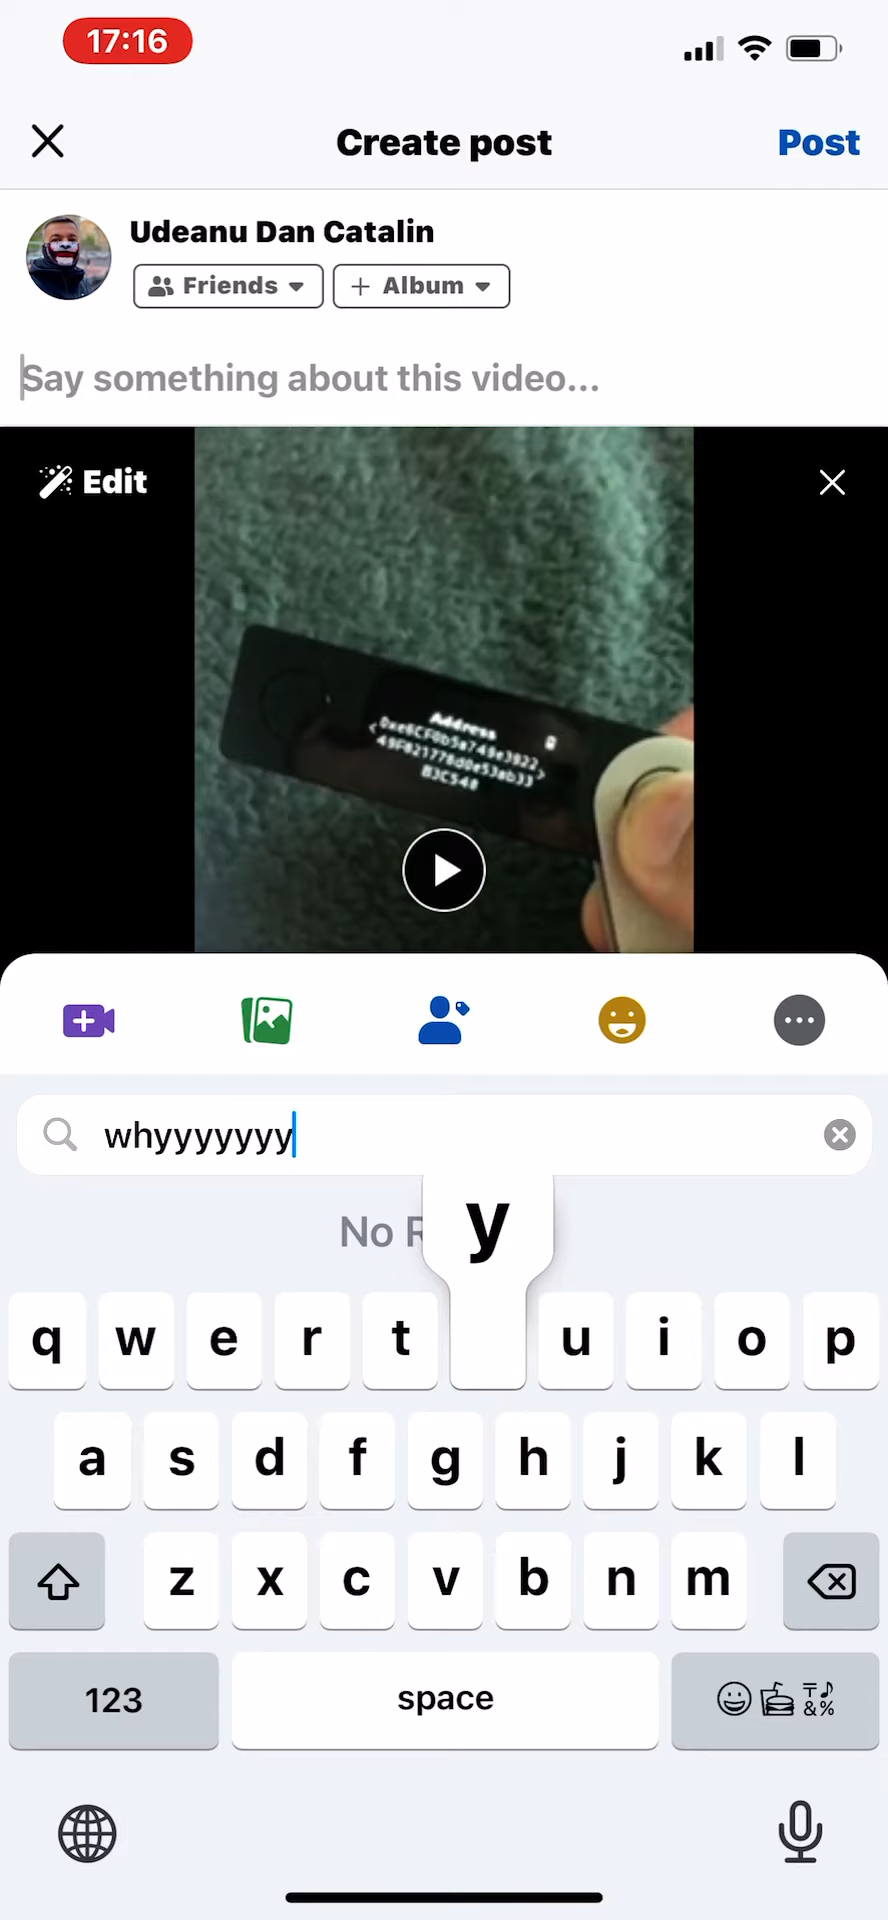 17:16
Create post
Post
Udeanu Dan Catalin
Friends
+ Album
Say something about this video...
Edit
Address
whyyyyyyy
No
y
q w e r t u i o p
a s d f g h j k l
z x c v b n m
123
space